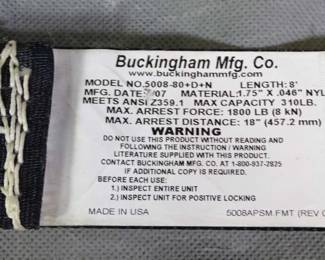 Buckingham Mfg. Co.
www.buckinghammfg.com
MODEL NO.5008-80+D+N LENGTH: 8'
MFG. DATE: 07 MATERIAL:1.75" X .046" NYL
MEETS ANSI Z359.1 MAX CAPACITY 310LB.
MAX. ARREST FORCE: 1800 LB (8 kN)
MAX. ARREST DISTANCE: 18" (457.2 mm)
WARNING
DO NOT USE THIS PRODUCT WITHOUT READING AND
FOLLOWING THE INSTRUCTION / WARNING
LITERATURE SUPPLIED WITH THIS PRODUCT.
CONTACT BUCKINGHAM MFG. CO. AT 1-800-937-2825
IF ADDITIONAL COPY IS REQUIRED.
BEFORE EACH USE:
1.) INSPECT ENTIRE UNIT
2.) INSPECT UNIT FOR POSITIVE LOCKING
MADE IN USA 5008APSM.FMT (REV